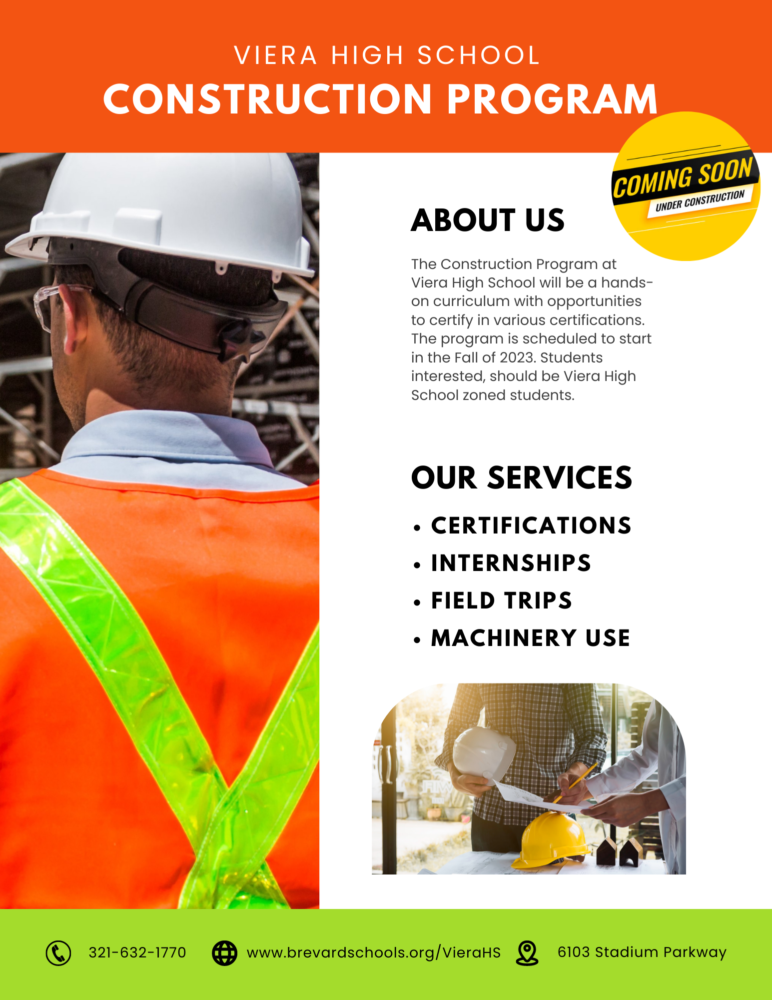 VIERA HIGH SCHOOL
CONSTRUCTION PROGRAM
COMING SOON
UNDER CONSTRUCTION
ABOUT US
The Construction Program at
Viera High School will be a hands-
on curriculum with opportunities
to certify in various certifications.
The program is scheduled to start
in the Fall of 2023. Students
interested, should be Viera High
School zoned students.
OUR SERVICES
• CERTIFICATIONS
• INTERNSHIPS
• FIELD TRIPS
• MACHINERY USE
321-632-1770
www.brevardschools.org/VieraHS
6103 Stadium Parkway